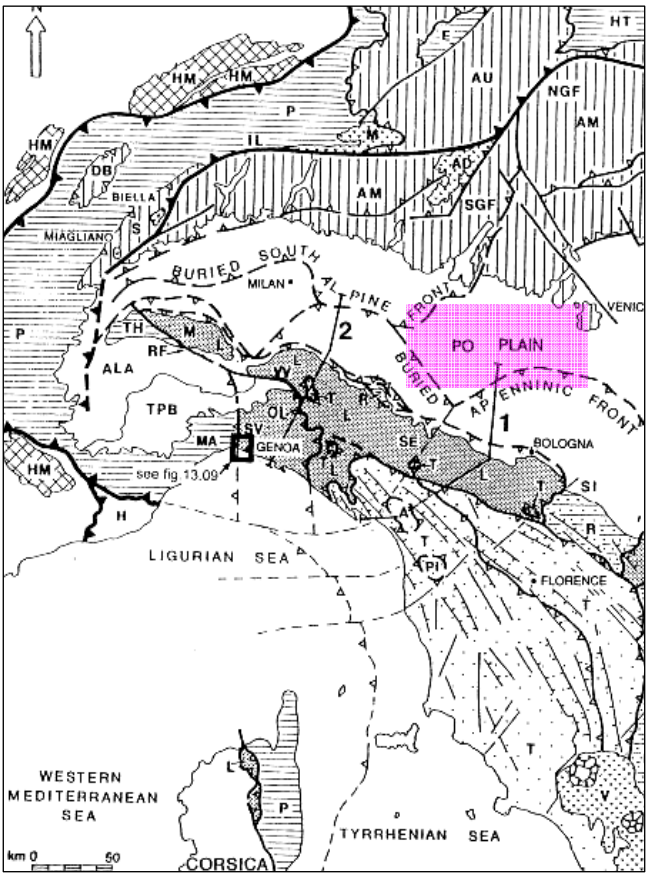 HT
E
HM
HM
AU
NGF
P
AM
HM
M
IL
AD
DB
AM
BIELLA
SGF
MIAGLIANO
S
BURIED SOUTH ALPINE FRONT
MILAN
VENIC
P
TH
M
L
2
PO PLAIN
RF
ALA
L
BURIED APENNINIC FRONT
TPB
VV
T
R
OL
L
1
SV
SE
MA
GENOA
BOLOGNA
HM
see fig. 13.09
L
T
L
T
SI
H
A
R
T
LIGURIAN SEA
PI
FLORENCE
T
T
L
WESTERN
MEDITERRANEAN
SEA
P
V
TYRRHENIAN SEA
km 0 50
CORSICA